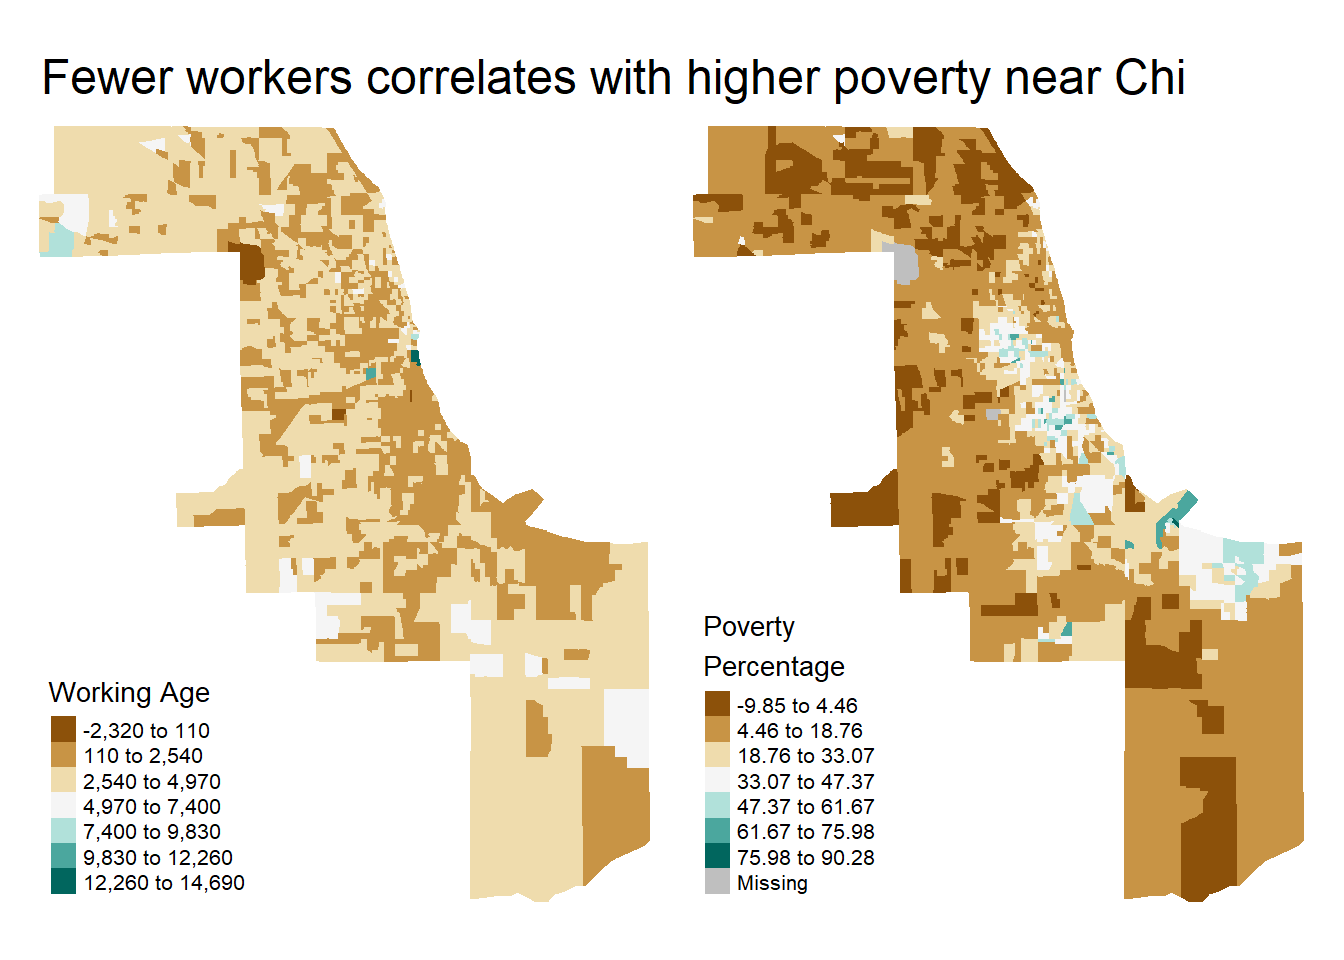 Fewer workers correlates with higher poverty near Chi
Working Age
-2,320 to 110
110 to 2,540
2,540 to 4,970
4,970 to 7,400
7,400 to 9,830
9,830 to 12,260
12,260 to 14,690
Poverty
Percentage
-9.85 to 4.46
4.46 to 18.76
18.76 to 33.07
33.07 to 47.37
47.37 to 61.67
61.67 to 75.98
75.98 to 90.28
Missing